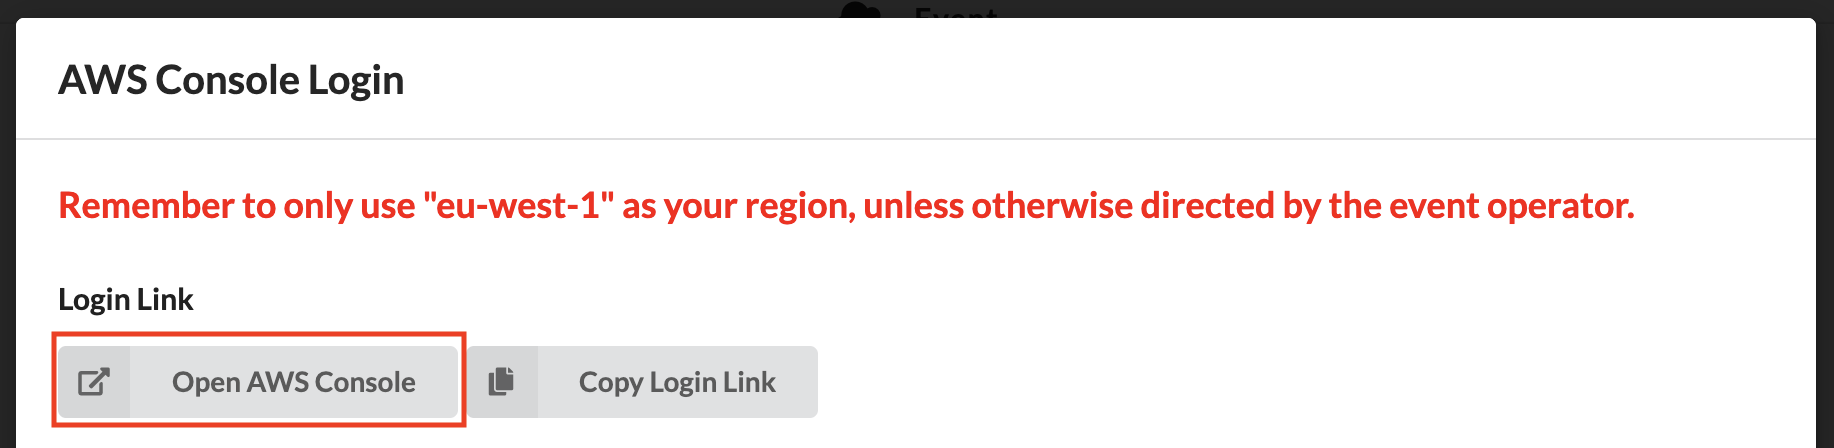 Event
AWS Console Login
Remember to only use "eu-west-1" as your region, unless otherwise directed by the event operator.
Login Link
Open AWS Console
Copy Login Link